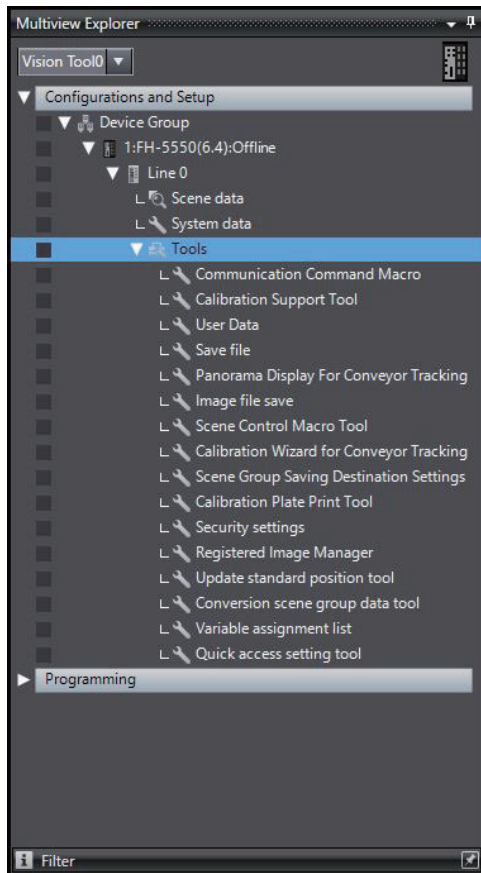 Multiview Explorer
Vision Tool0
Configurations and Setup
Device Group
1:FH-5550(6.4):Offline
Line 0
Scene data
System data
Tools
Communication Command Macro
Calibration Support Tool
User Data
Save file
Panorama Display For Conveyor Tracking
Image file save
Scene Control Macro Tool
Calibration Wizard for Conveyor Tracking
Scene Group Saving Destination Settings
Calibration Plate Print Tool
Security settings
Registered Image Manager
Update standard position tool
Conversion scene group data tool
Variable assignment list
Quick access setting tool
Programming
Filter